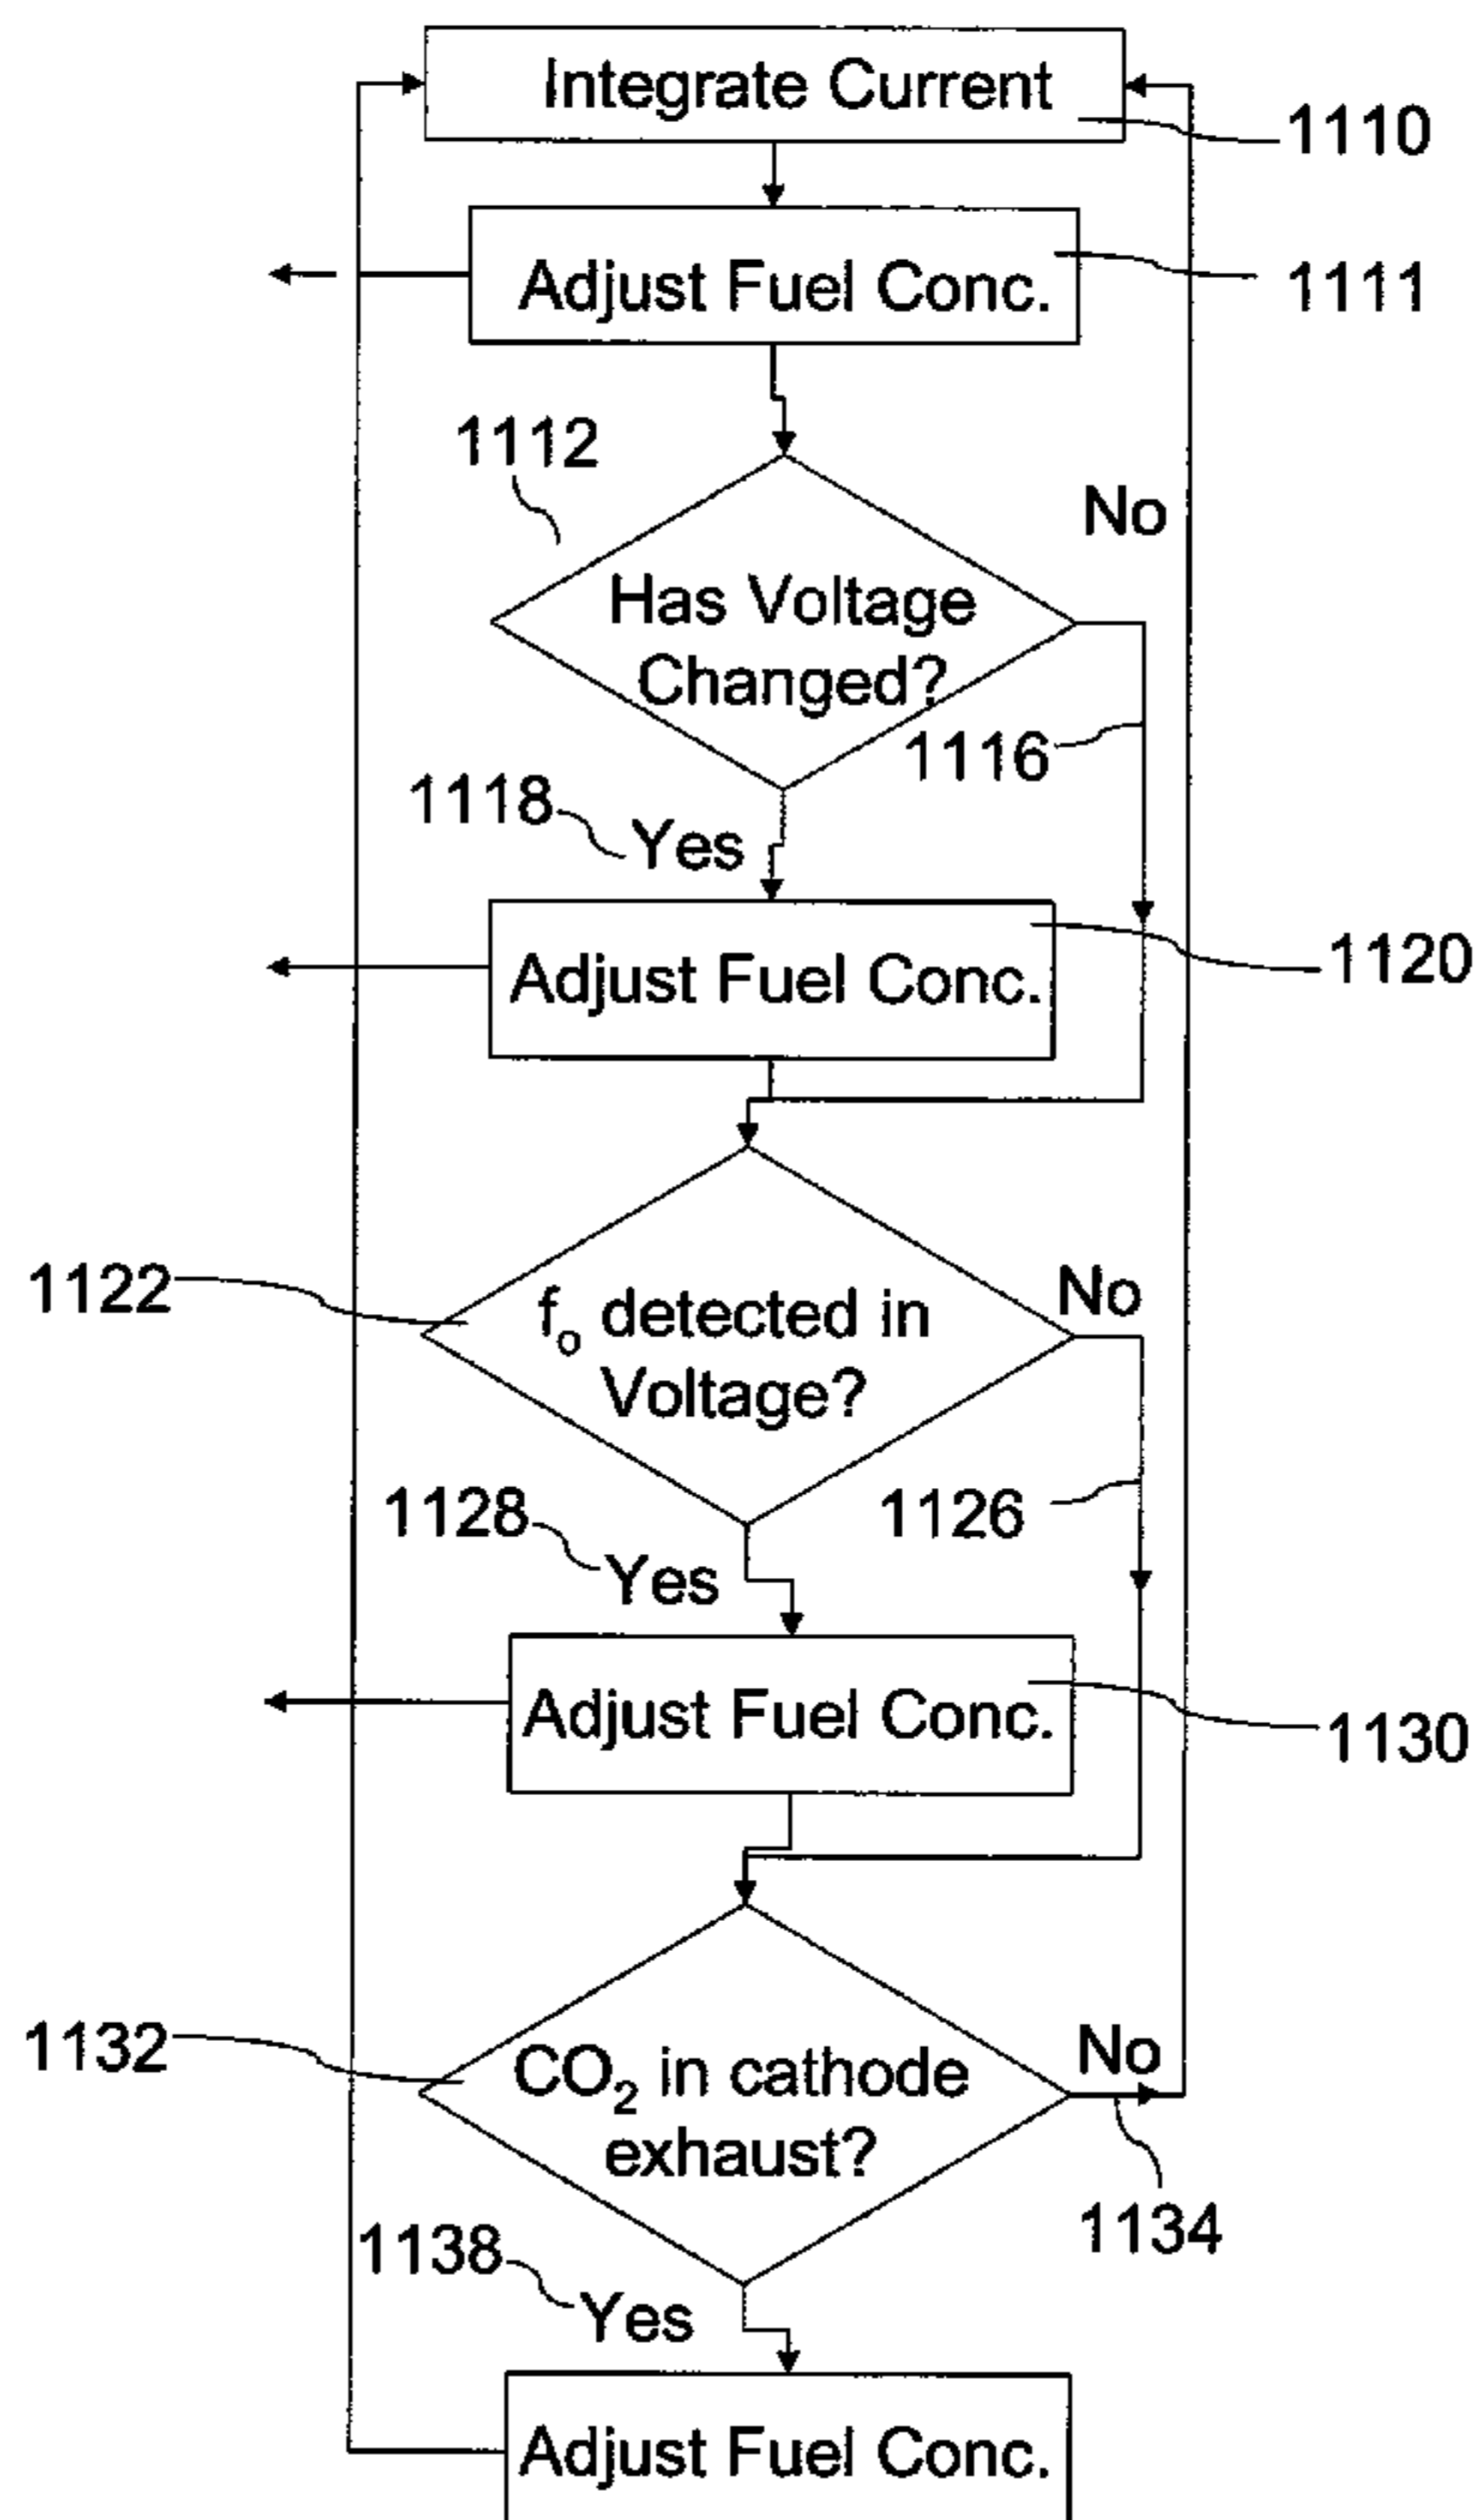 Integrate Current
1110
Adjust Fuel Conc.
1111
1112
No
Has Voltage
Changed?
1116
1118
Yes
Adjust Fuel Conc.
1120
1122
fo detected in
Voltage?
No
1128
Yes
1126
Adjust Fuel Conc.
1130
1132
CO2 in cathode
exhaust?
No
1134
1138
Yes
Adjust Fuel Conc.